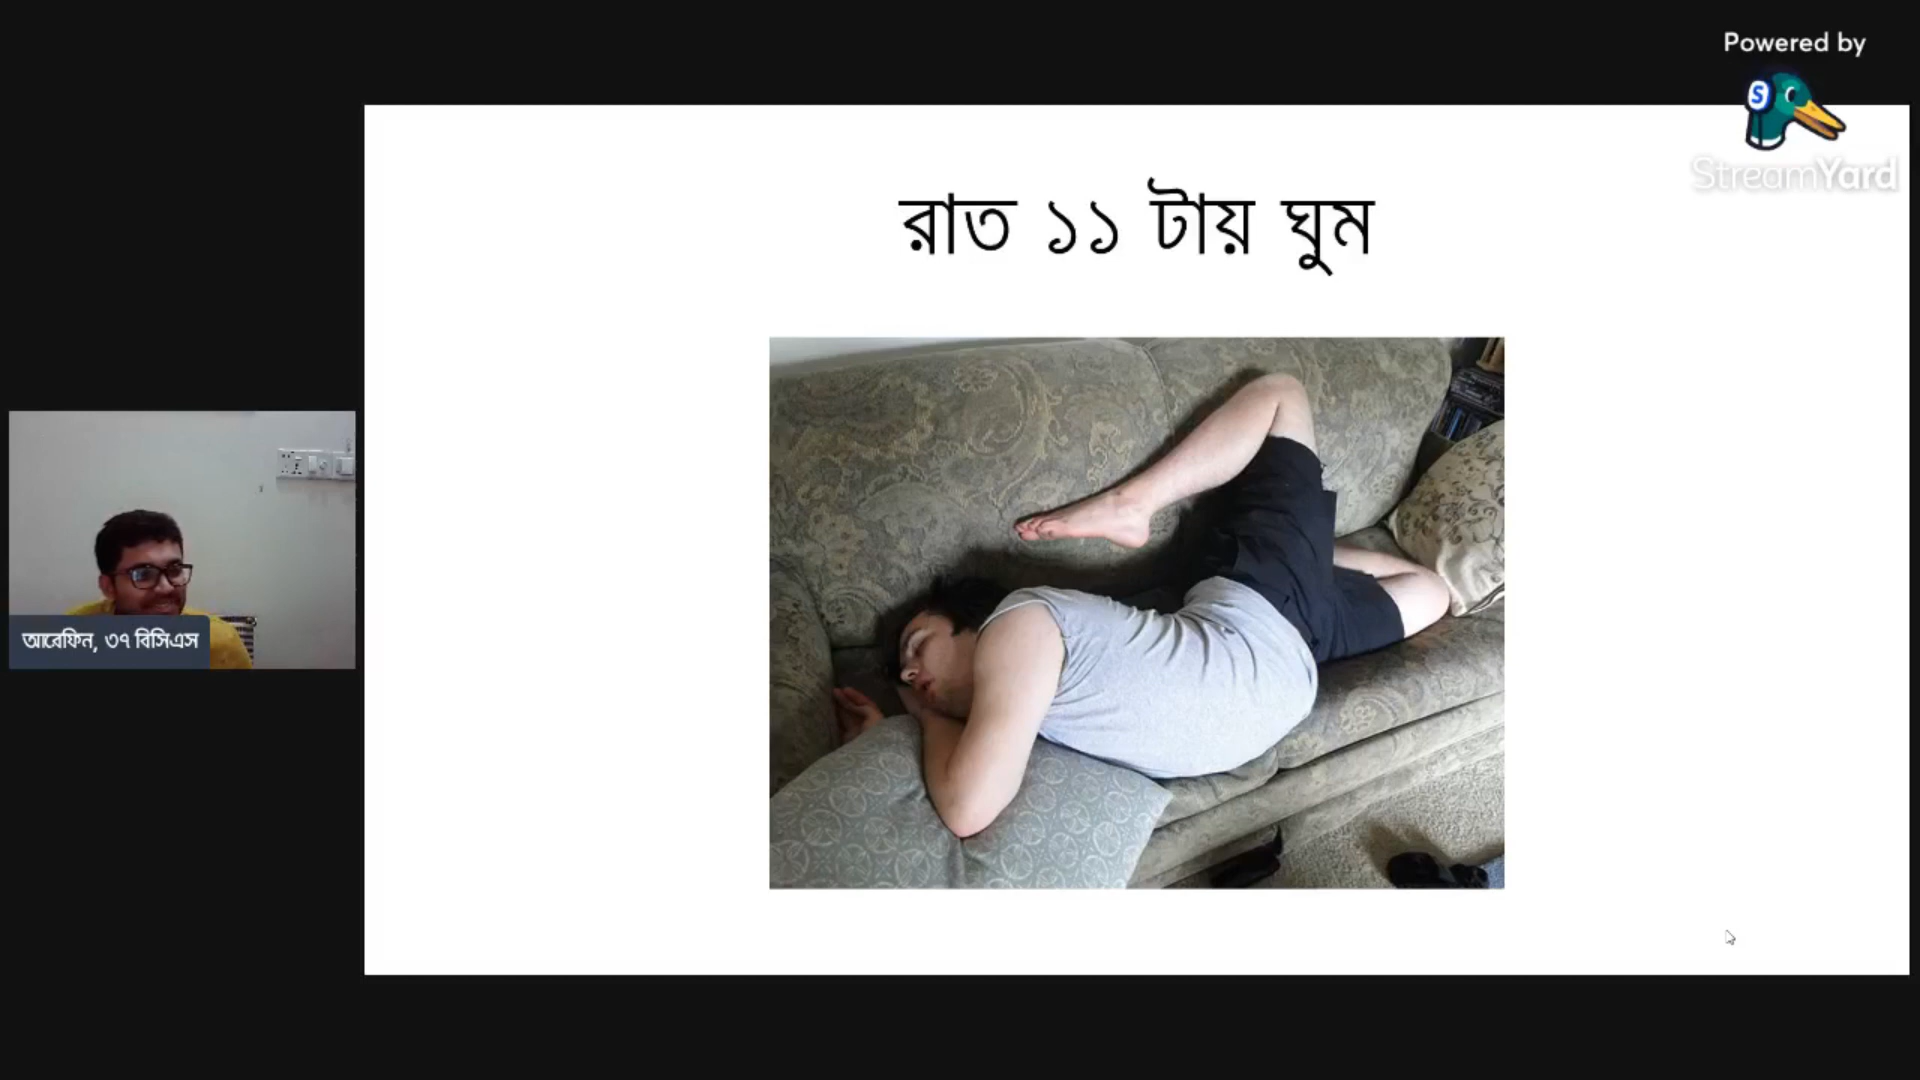 Powered by
S
StreamYard
রাত ১১ টায় ঘুম
আরেফিন, ৩৭ বিসিএস